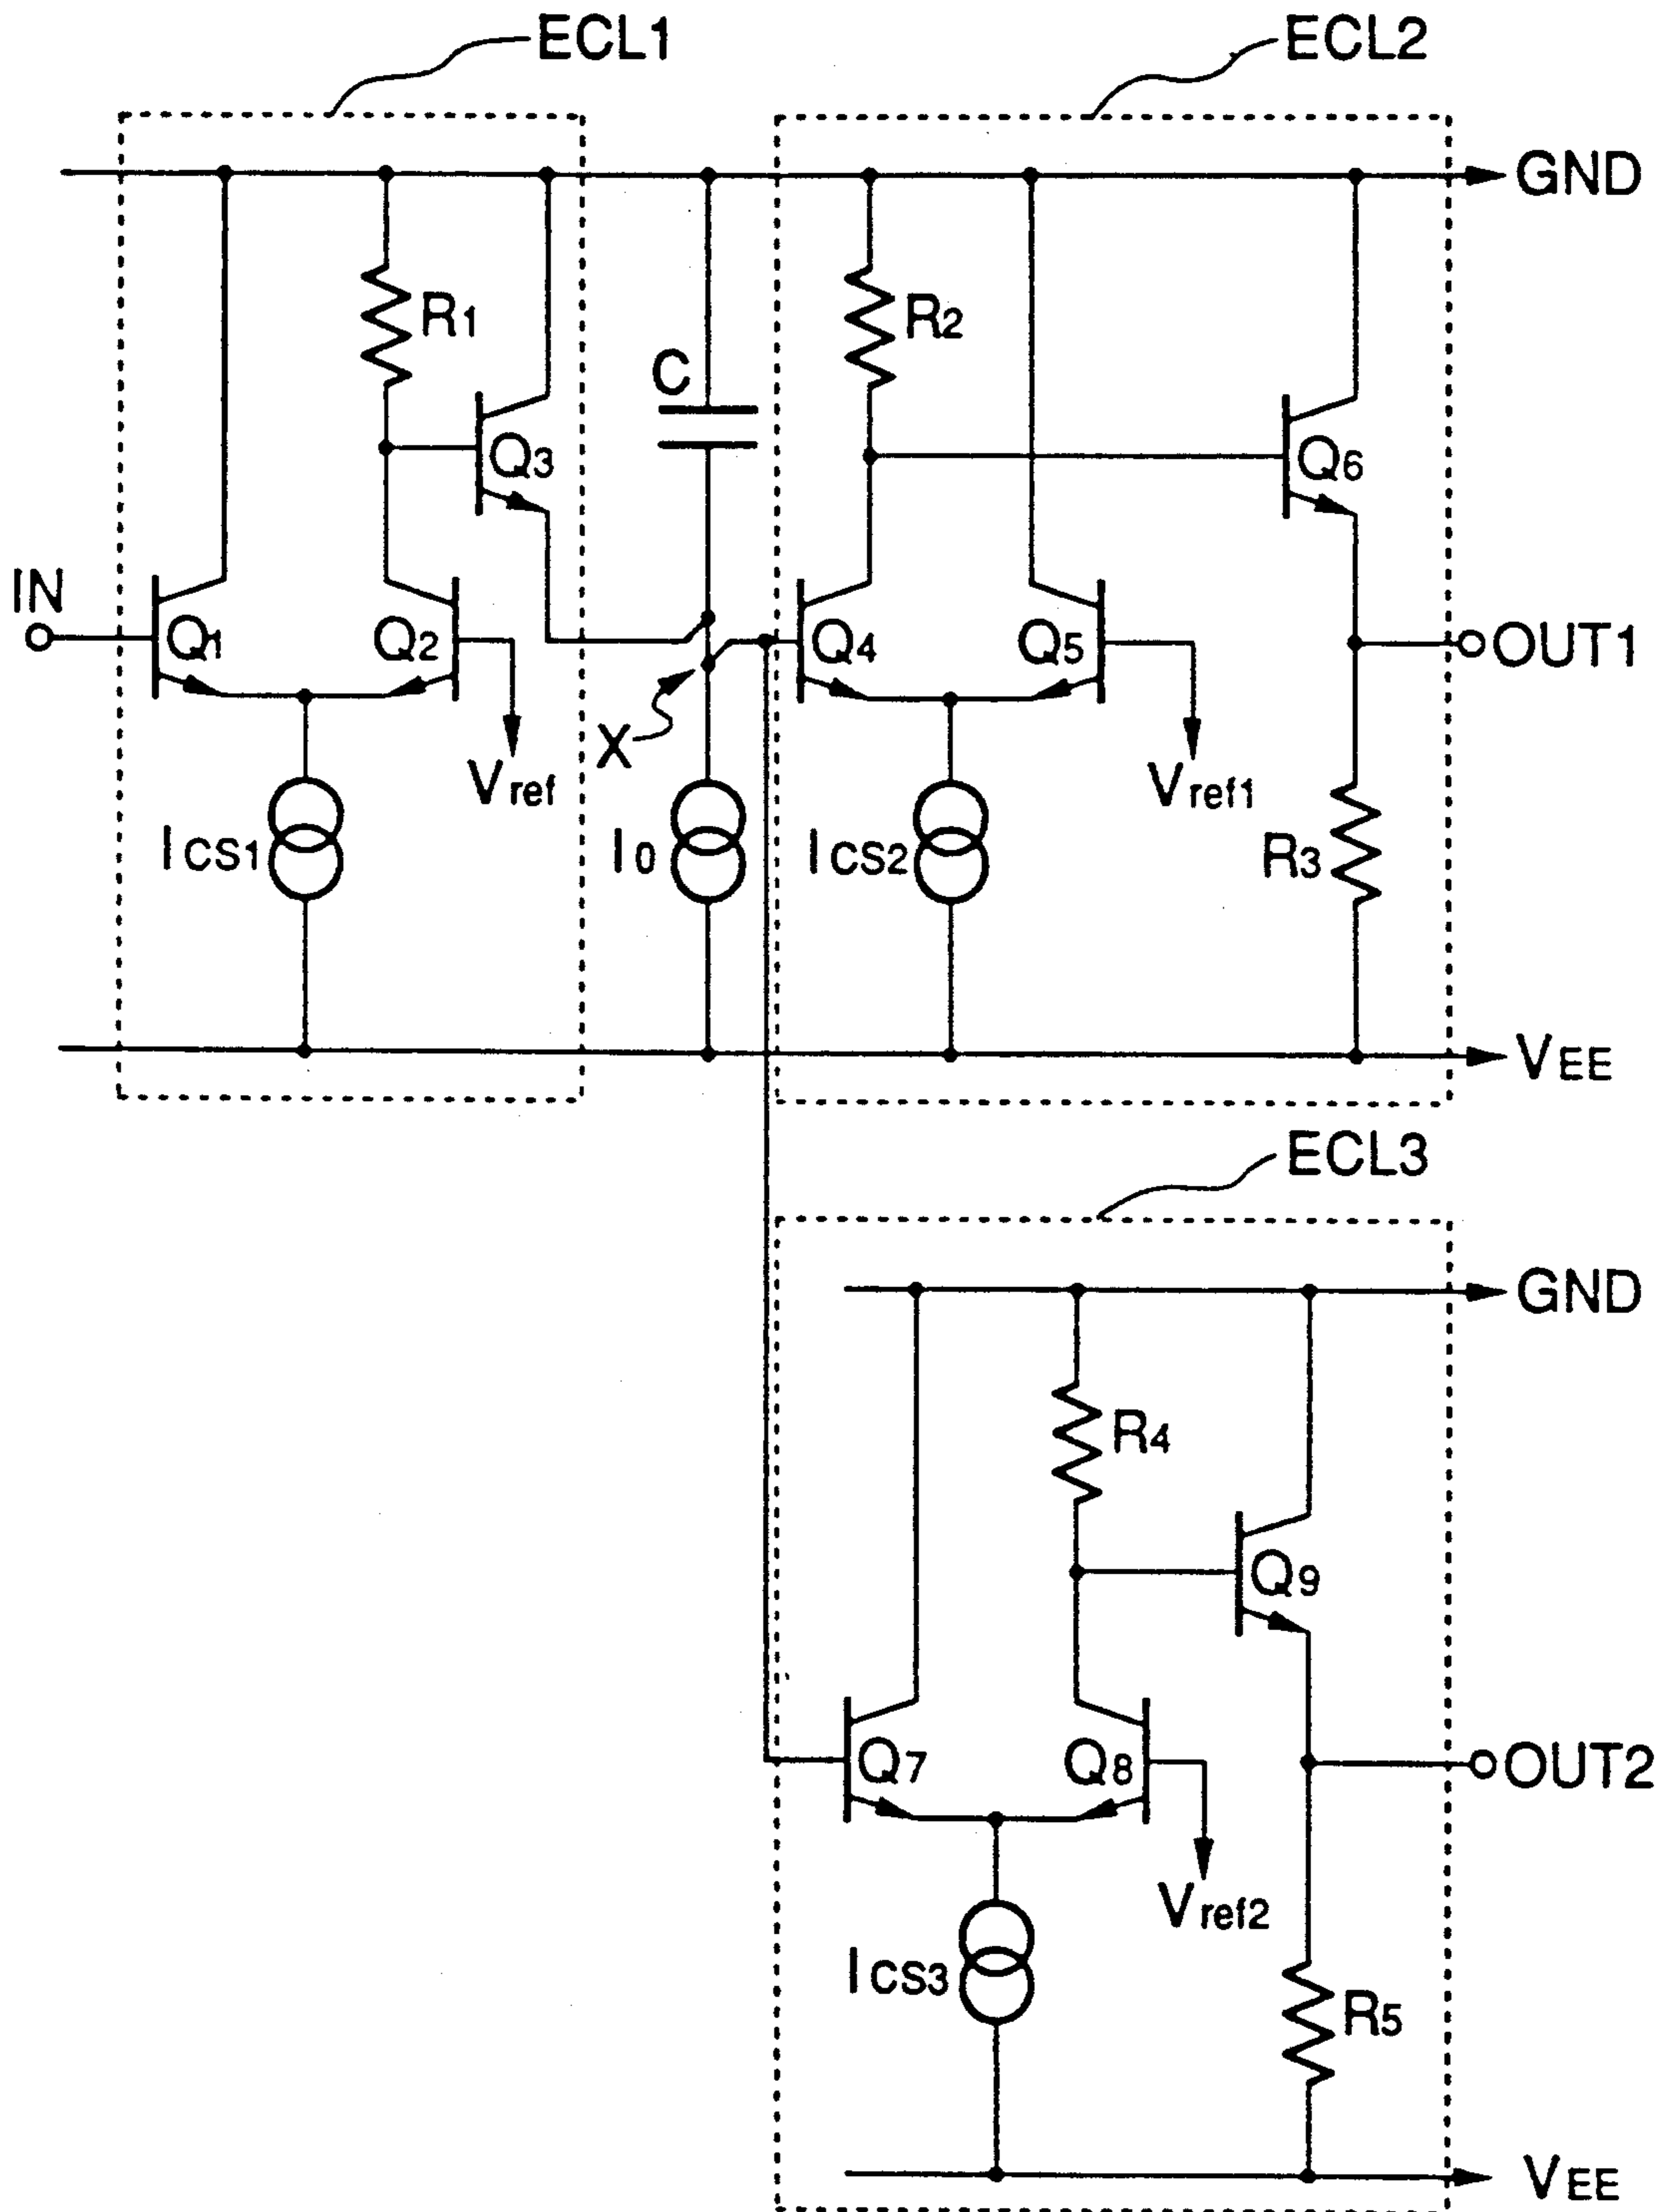 ECL1
ECL2
GND
R1
R2
C
Q3
Q6
IN
Q1
Q2
Q4
Q5
OUT1
X
Vref
Vref1
ICS1
I0
ICS2
R3
VEE
ECL3
GND
R4
Q9
Q7
Q8
OUT2
Vref2
ICS3
R5
VEE